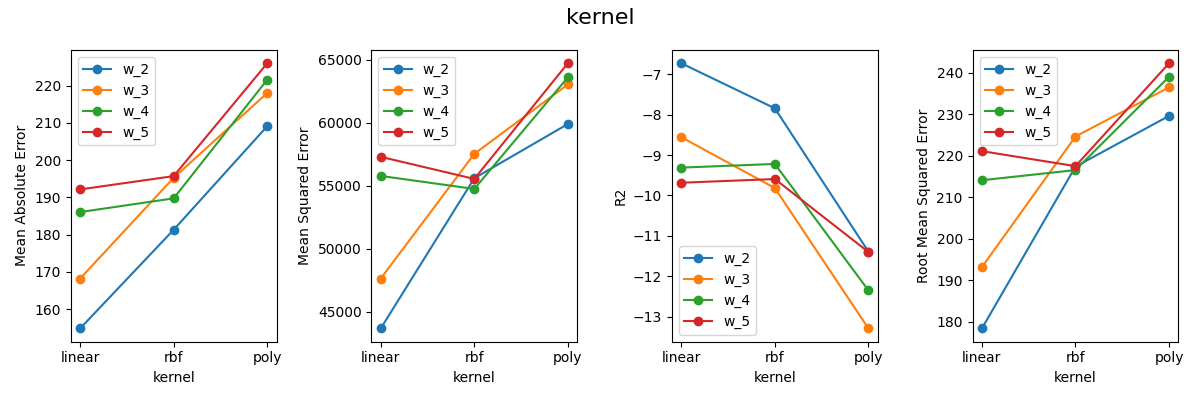 kernel
Mean Absolute Error
220
210
200
190
180
170
160
w_2
w_3
w_4
w_5
linear
rbf
poly
kernel
Mean Squared Error
65000
60000
55000
50000
45000
w_2
w_3
w_4
w_5
linear
rbf
poly
kernel
R2
−7
−8
−9
−10
−11
−12
−13
w_2
w_3
w_4
w_5
linear
rbf
poly
kernel
Root Mean Squared Error
240
230
220
210
200
190
180
w_2
w_3
w_4
w_5
linear
rbf
poly
kernel